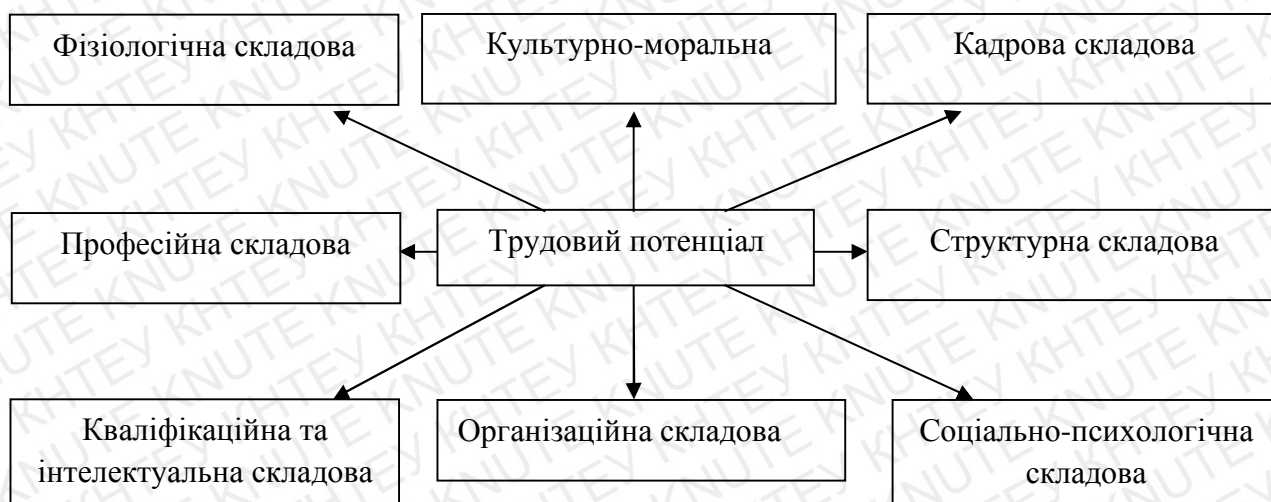 Фізіологічна складова
Культурно-моральна
Кадрова складова
Професійна складова
Трудовий потенціал
Структурна складова
Кваліфікаційна та
інтелектуальна складова
Організаційна складова
Соціально-психологічна
складова